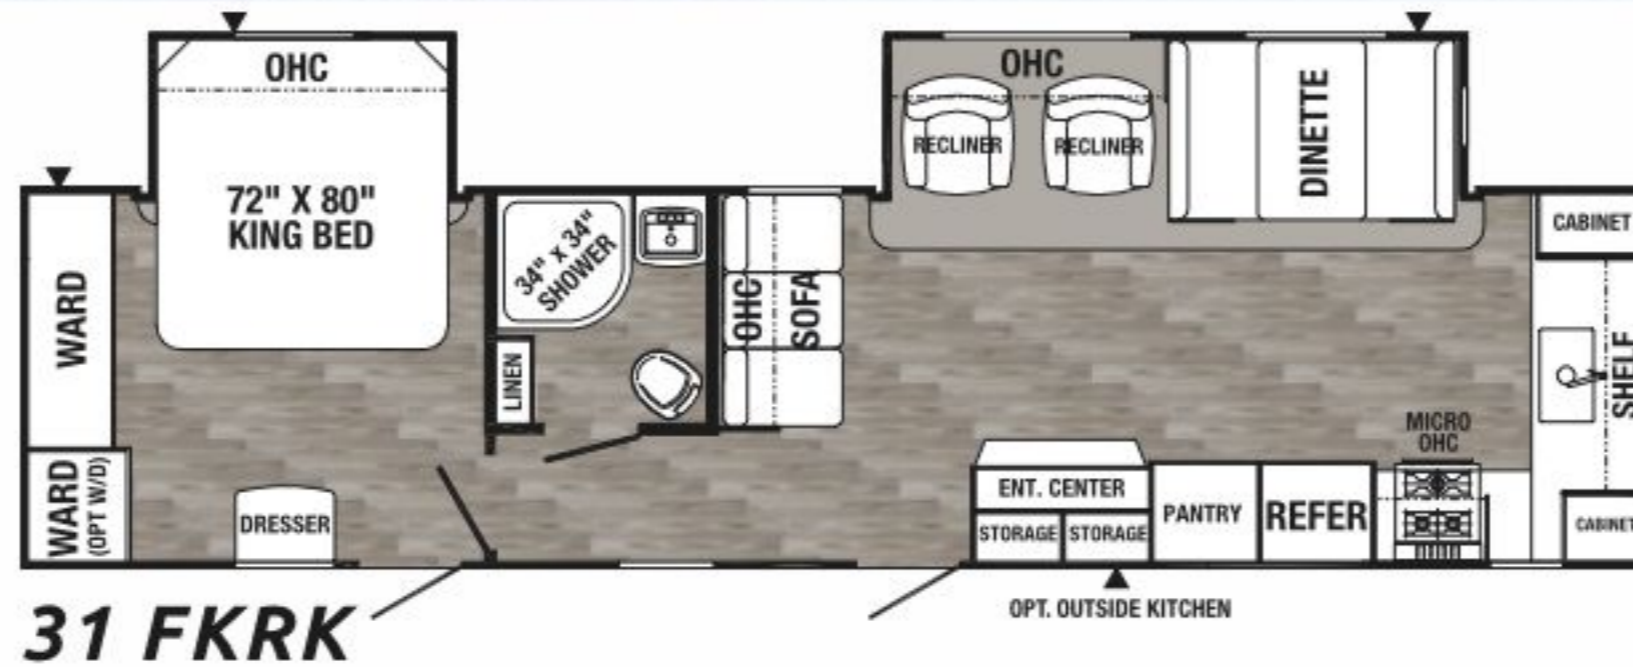 OHC
72" X 80"
KING BED
WARD
WARD
(OPT W/D)
DRESSER
34" x 34"
SHOWER
LINEN
OHC
SOFA
OHC
RECLINER
RECLINER
DINETTE
CABINET
SHELF
MICRO
OHC
ENT. CENTER
STORAGE
STORAGE
PANTRY
REFER
CABINET
OPT. OUTSIDE KITCHEN
31 FKRK